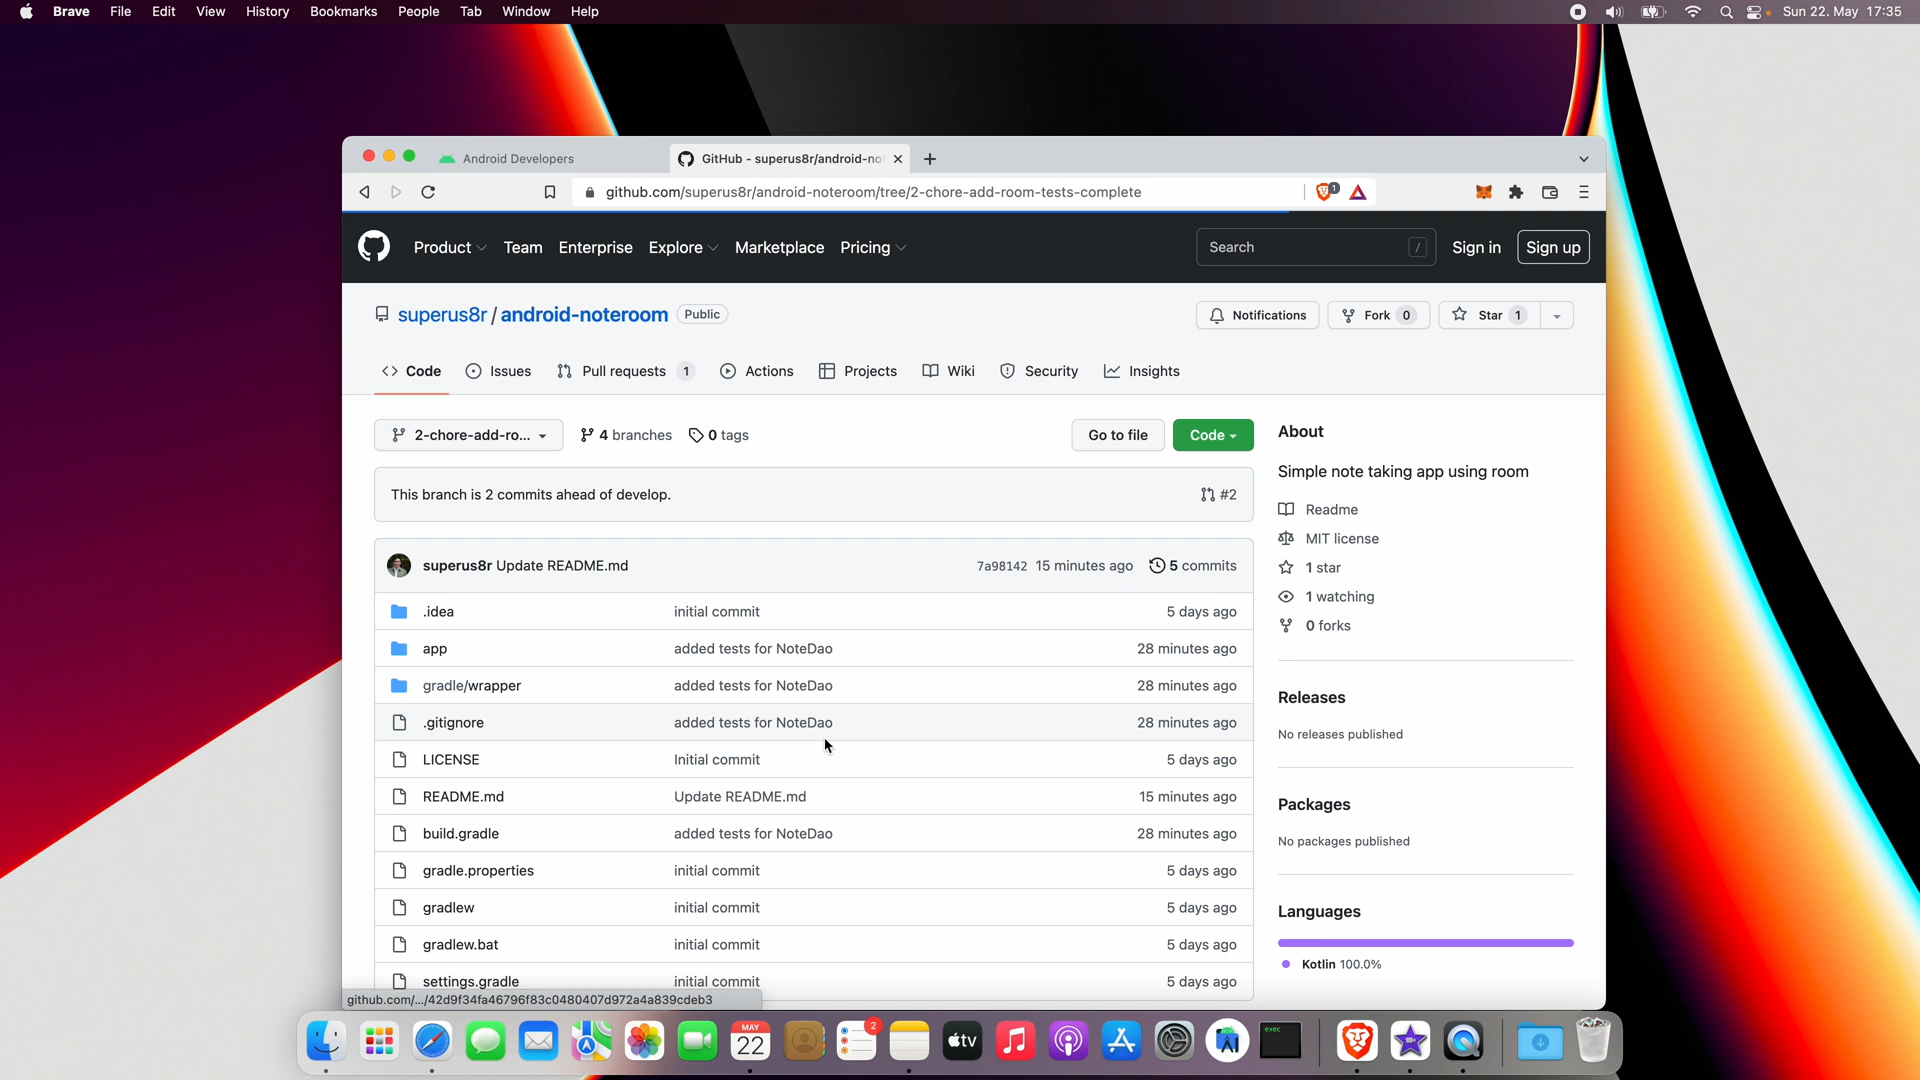 Brave File Edit View History Bookmarks People Tab Window Help Sun 22. May 17:35
Android Developers GitHub - superus8r/android-no
github.com/superus8r/android-noteroom/tree/2-chore-add-room-tests-complete 1
Product Team Enterprise Explore Marketplace Pricing Search / Sign in Sign up
superus8r / android-noteroom Public Notifications Fork 0 Star 1
Code Issues Pull requests 1 Actions Projects Wiki Security Insights
2-chore-add-ro... 4 branches 0 tags Go to file Code
This branch is 2 commits ahead of develop. #2
superus8r Update README.md 7a98142 15 minutes ago 5 commits
.idea initial commit 5 days ago
app added tests for NoteDao 28 minutes ago
gradle/wrapper added tests for NoteDao 28 minutes ago
.gitignore added tests for NoteDao 28 minutes ago
LICENSE Initial commit 5 days ago
README.md Update README.md 15 minutes ago
build.gradle added tests for NoteDao 28 minutes ago
gradle.properties initial commit 5 days ago
gradlew initial commit 5 days ago
gradlew.bat initial commit 5 days ago
settings.gradle initial commit 5 days ago
About
Simple note taking app using room
Readme
MIT license
1 star
1 watching
0 forks
Releases
No releases published
Packages
No packages published
Languages
Kotlin 100.0%
github.com/.../42d9f34fa46796f83c0480407d972a4a839cdeb3
MAY
22
2
tv
exec